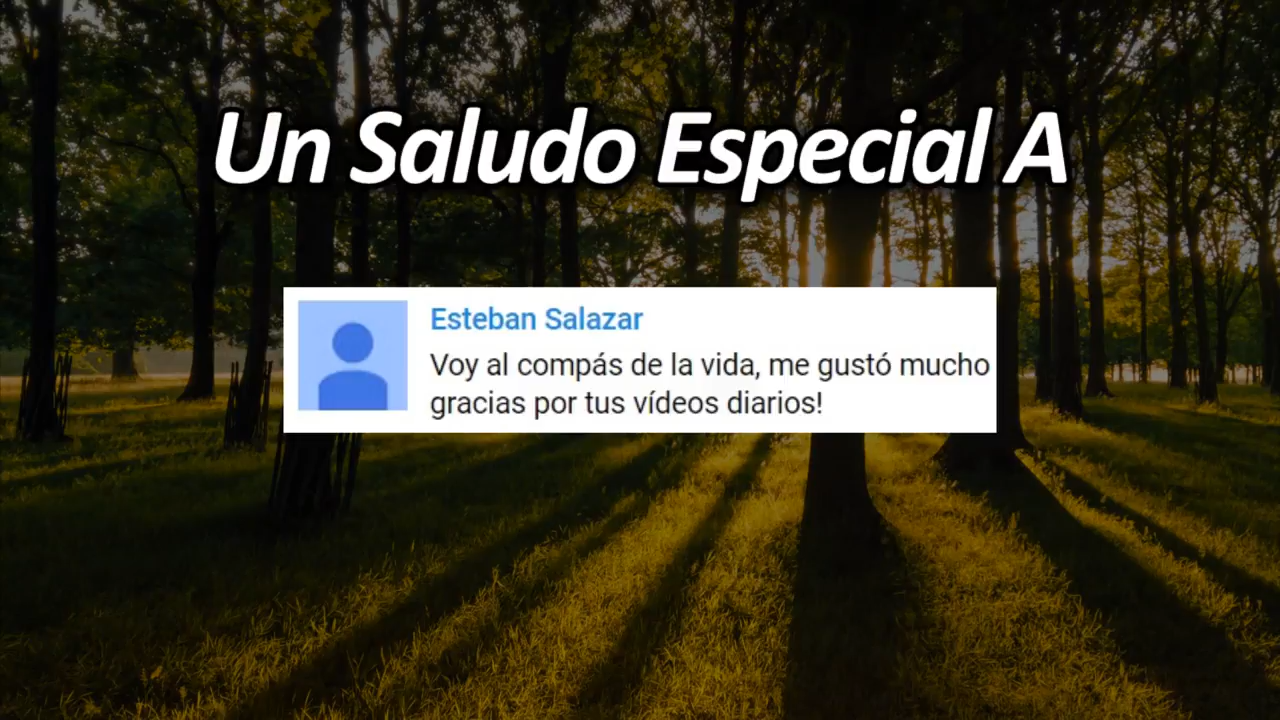 Un Saludo Especial A
Esteban Salazar
Voy al compás de la vida, me gustó mucho
gracias por tus vídeos diarios!